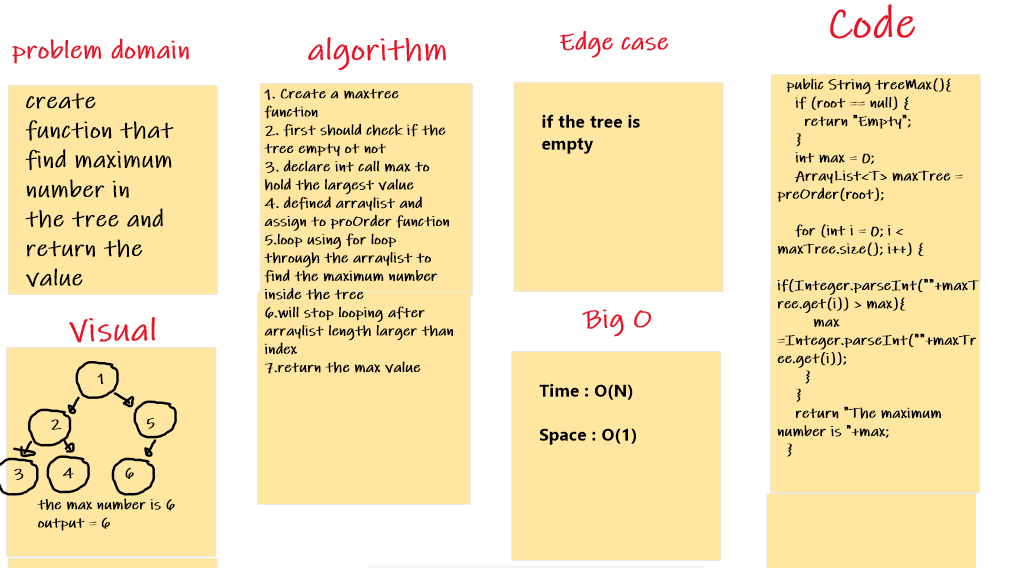 problem domain
create
function that
find maximum
number in
the tree and
return the
value
Visual
1
2
5
3
4
6
the max number is 6
output = 6
algorithm
1. Create a maxtree
function
2. first should check if the
tree empty ot not
3. declare int call max to
hold the largest value
4. defined arraylist and
assign to proOrder function
5.loop using for loop
through the arraylist to
find the maximum number
inside the tree
6.will stop looping after
arraylist length larger than
index
7.return the max value
Edge case
if the tree is
empty
Big O
Time : O(N)
Space : O(1)
Code
public String treeMax(){
if (root == null) {
return "Empty";
}
int max = 0;
ArrayList<T> maxTree =
preOrder(root);
for (int i = 0; i <
maxTree.size(); i++) {
if(Integer.parseInt(""+maxT
ree.get(i)) > max){
max
=Integer.parseInt(""+maxTr
ee.get(i));
}
}
return "The maximum
number is "+max;
}